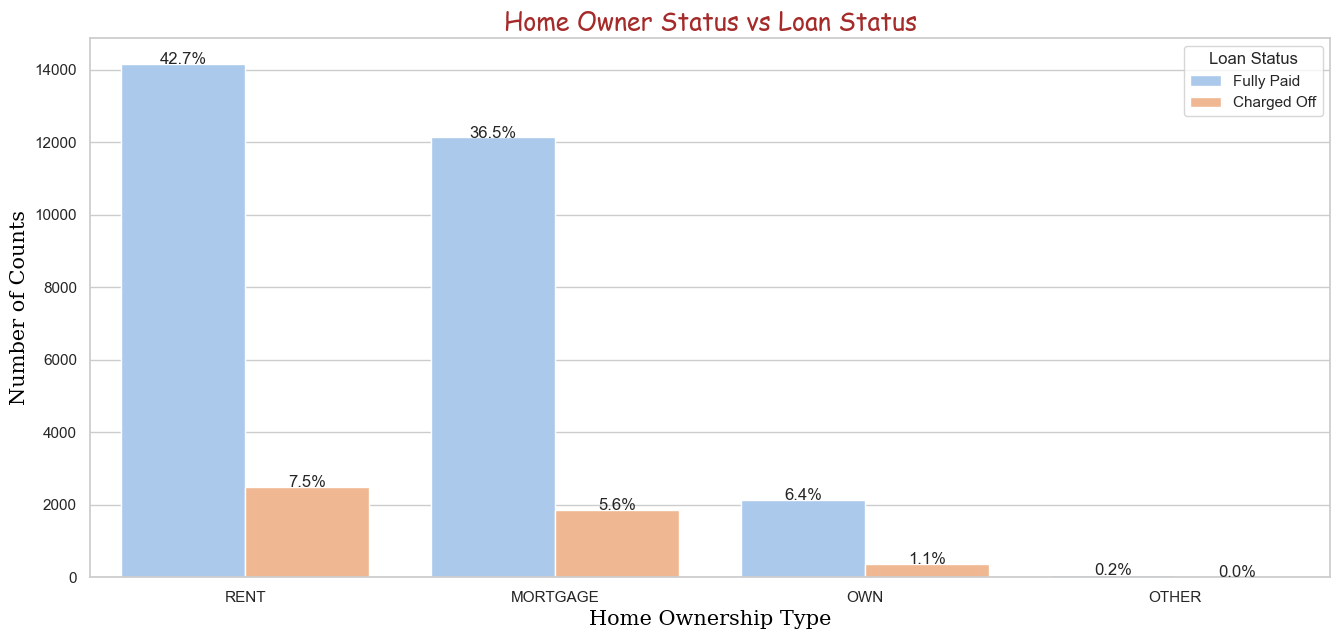 Home Owner Status vs Loan Status
Loan Status
Fully Paid
Charged Off
Number of Counts
14000
12000
10000
8000
6000
4000
2000
0
42.7%
7.5%
36.5%
5.6%
6.4%
1.1%
0.2%
0.0%
RENT
MORTGAGE
OWN
OTHER
Home Ownership Type